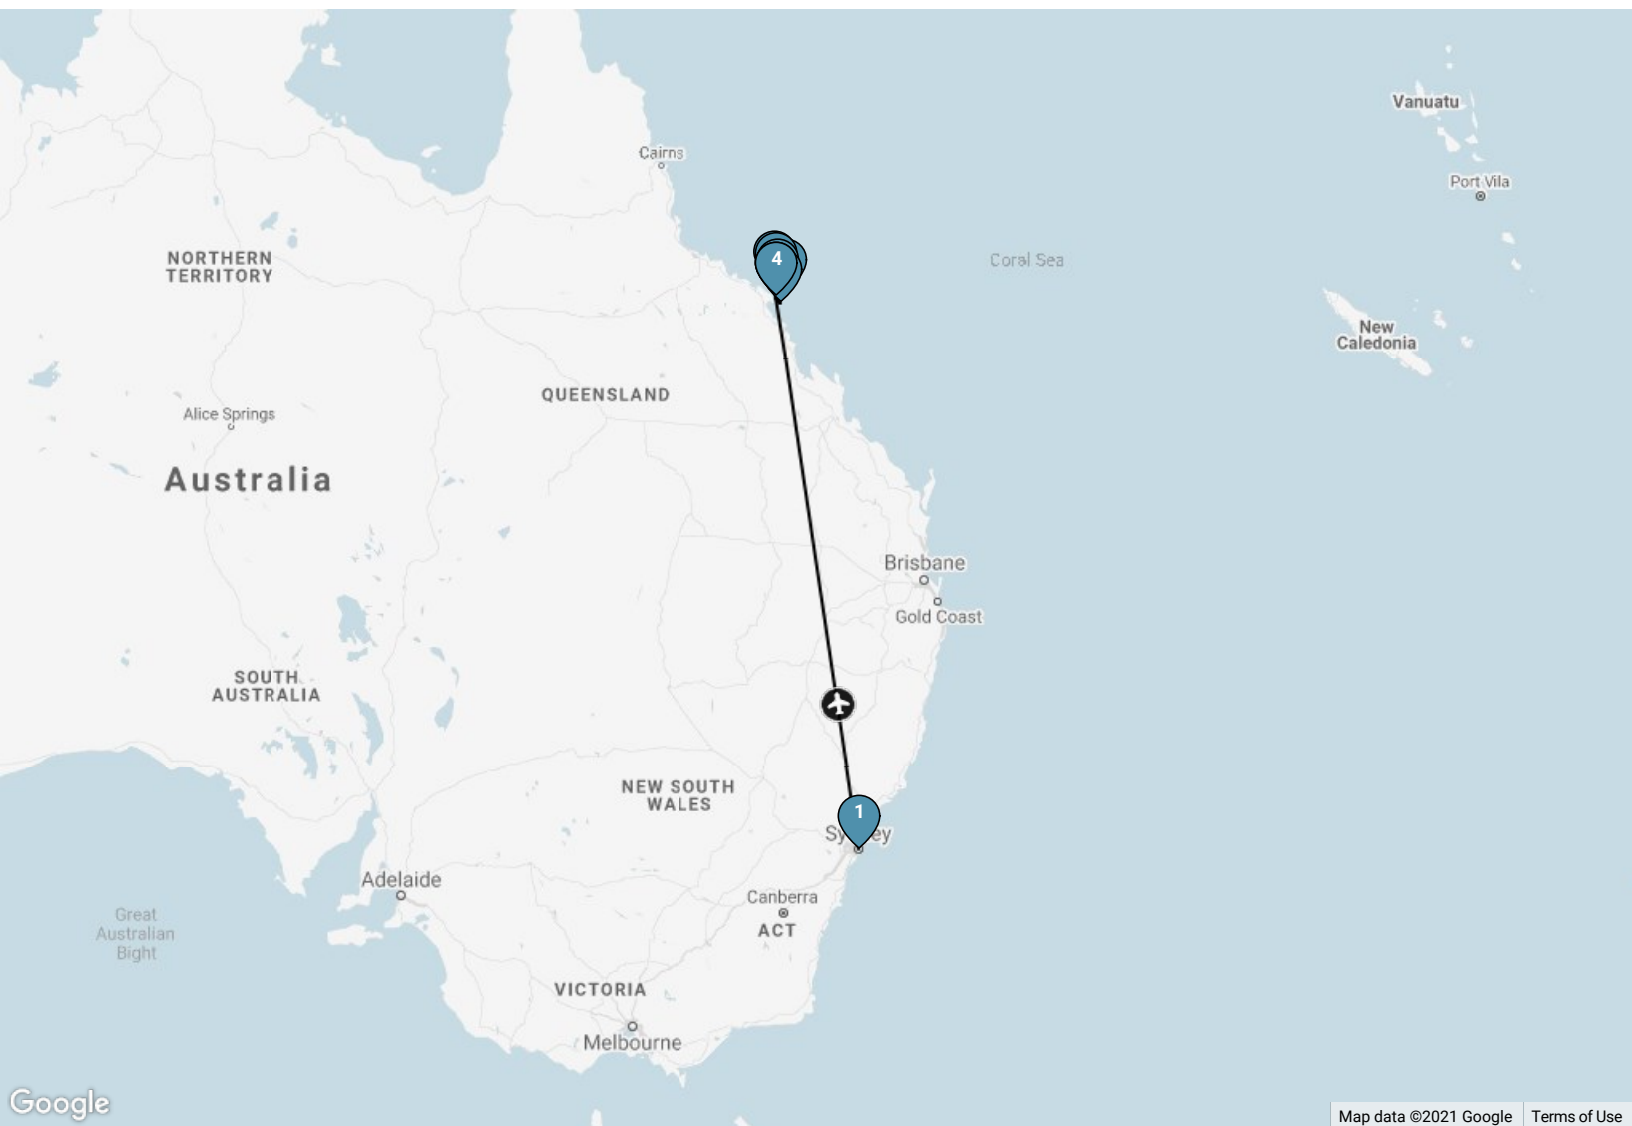 Vanuatu
Cairns
Port Vila
NORTHERN
TERRITORY
4
Coral Sea
New
Caledonia
QUEENSLAND
Alice Springs
Australia
Brisbane
Gold Coast
SOUTH
AUSTRALIA
NEW SOUTH
WALES
1
Adelaide
Canberra
ACT
Great
Australian
Bight
VICTORIA
Melbourne
Google
Map data ©2021 Google
Terms of Use